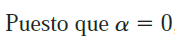 Puesto que α = 0